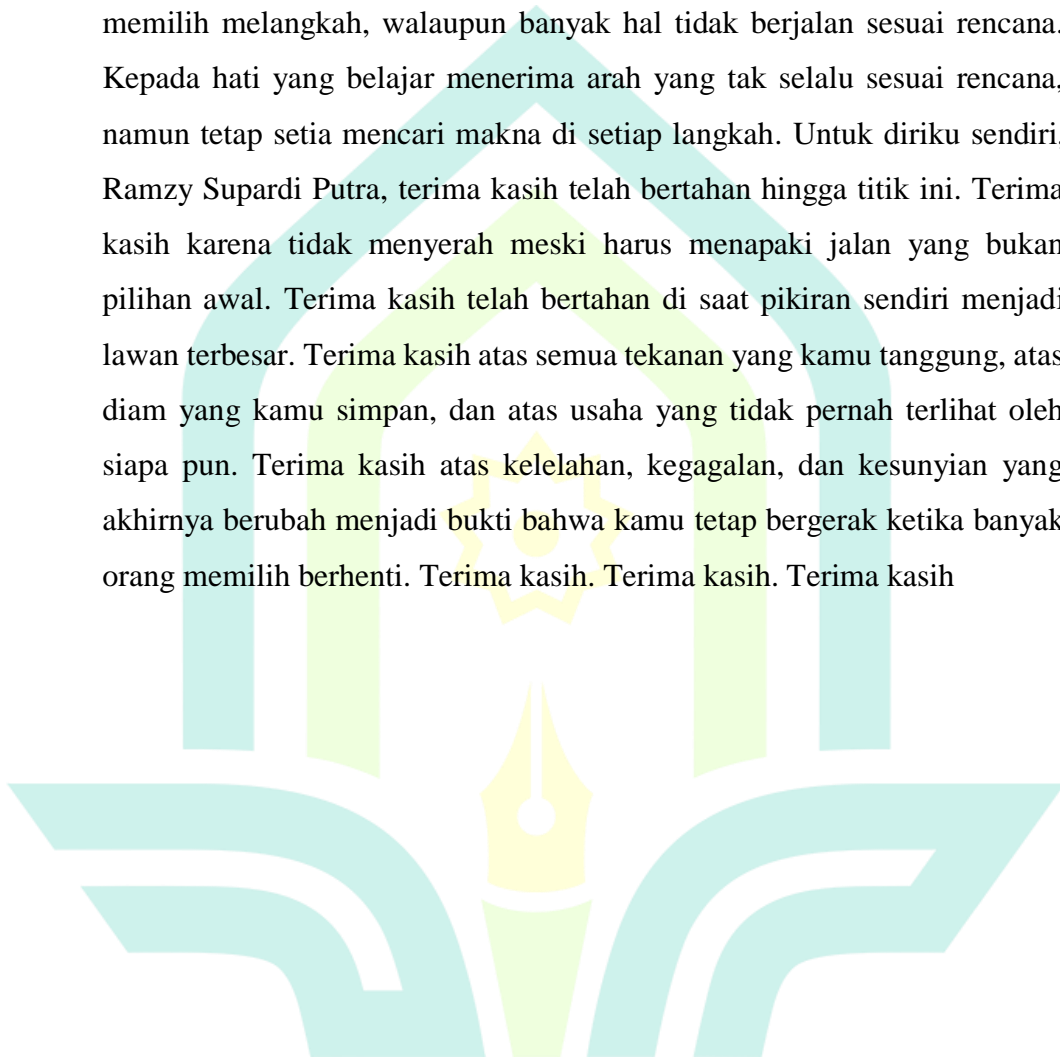 memilih melangkah, walaupun banyak hal tidak berjalan sesuai rencana.
Kepada hati yang belajar menerima arah yang tak selalu sesuai rencana,
namun tetap setia mencari makna di setiap langkah. Untuk diriku sendiri,
Ramzy Supardi Putra, terima kasih telah bertahan hingga titik ini. Terima
kasih karena tidak menyerah meski harus menapaki jalan yang bukan
pilihan awal. Terima kasih telah bertahan di saat pikiran sendiri menjadi
lawan terbesar. Terima kasih atas semua tekanan yang kamu tanggung, atas
diam yang kamu simpan, dan atas usaha yang tidak pernah terlihat oleh
siapa pun. Terima kasih atas kelelahan, kegagalan, dan kesunyian yang
akhirnya berubah menjadi bukti bahwa kamu tetap bergerak ketika banyak
orang memilih berhenti. Terima kasih. Terima kasih. Terima kasih